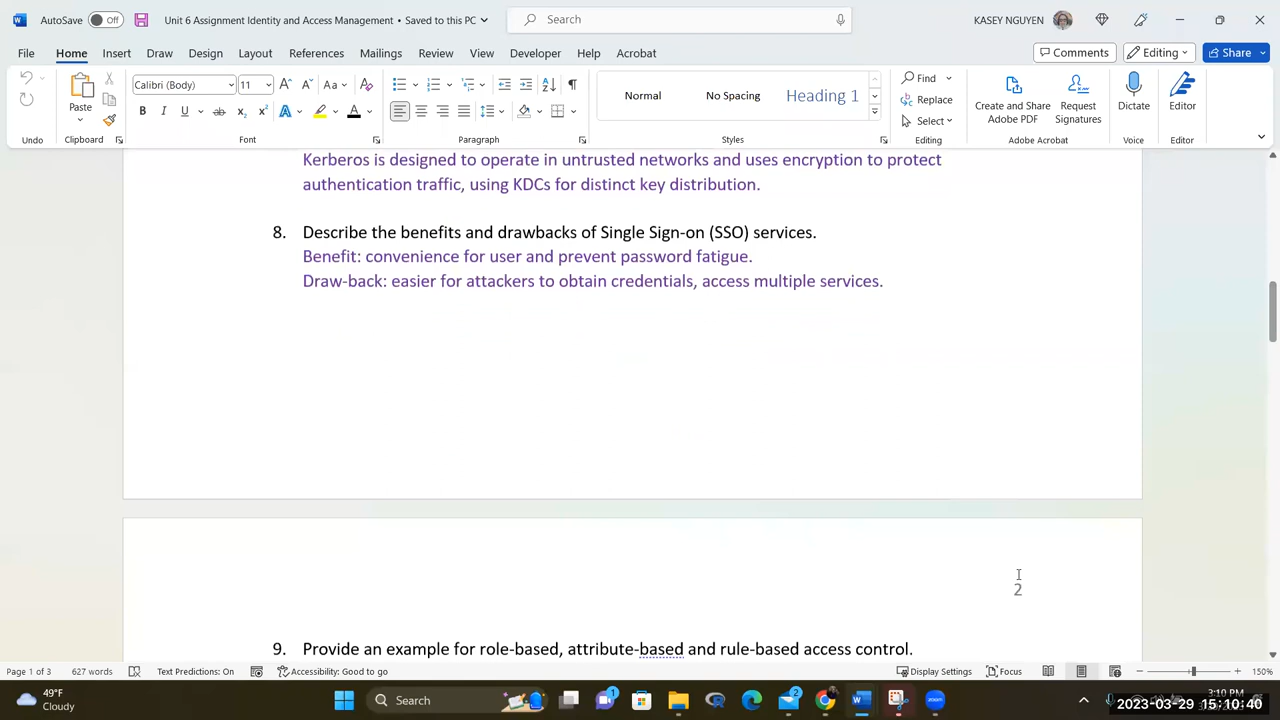 AutoSave Off Unit 6 Assignment Identity and Access Management • Saved to this PC Search KASEY NGUYEN
File Home Insert Draw Design Layout References Mailings Review View Developer Help Acrobat Comments Editing Share
Calibri (Body) 11 Aa Find
Paste Normal No Spacing Heading 1 Replace Create and Share Adobe PDF Request Signatures Dictate Editor
Select
Undo Clipboard Font Paragraph Styles Editing Adobe Acrobat Voice Editor
Kerberos is designed to operate in untrusted networks and uses encryption to protect
authentication traffic, using KDCs for distinct key distribution.
8. Describe the benefits and drawbacks of Single Sign-on (SSO) services.
Benefit: convenience for user and prevent password fatigue.
Draw-back: easier for attackers to obtain credentials, access multiple services.
2
9. Provide an example for role-based, attribute-based and rule-based access control.
Page 1 of 3 627 words Text Predictions: On Accessibility: Good to go Display Settings Focus 150%
49°F
Cloudy
Search
1
2
3:10 PM
2023-03-29 15:10:40